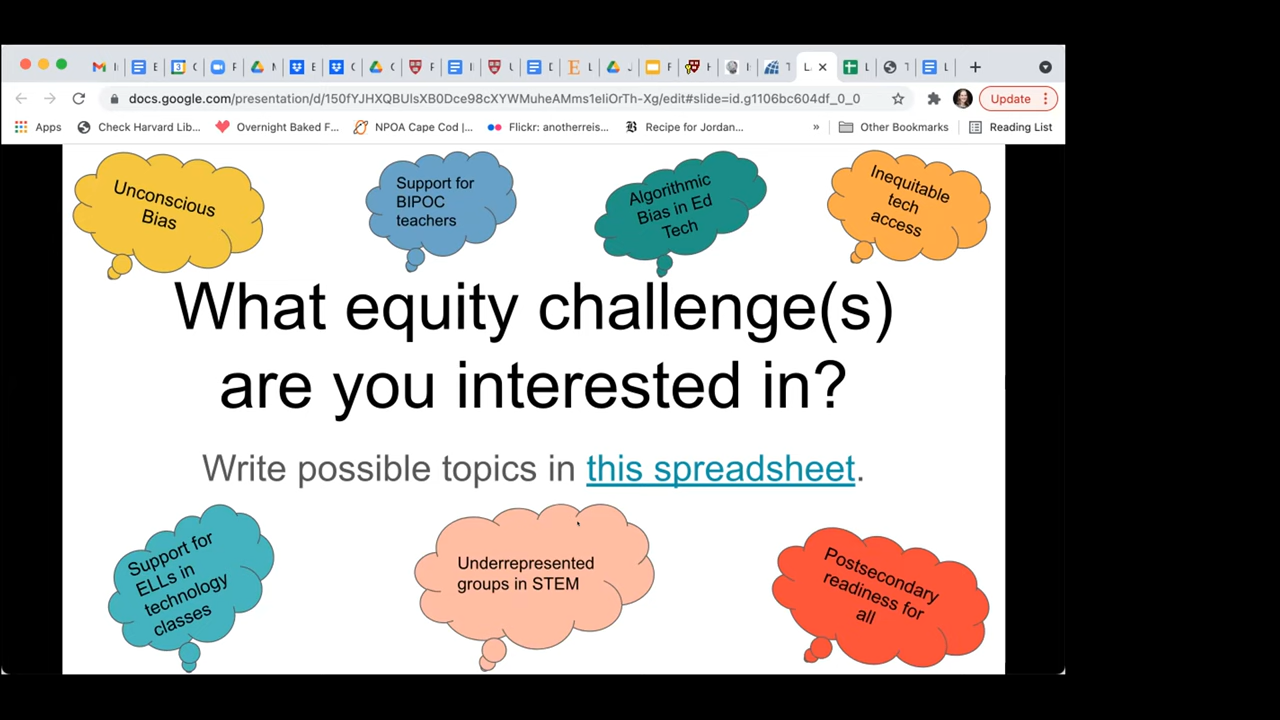 docs.google.com/presentation/d/150fYJHXQBUIsXB0Dce98cXYWMuheAMms1eIiOrTh-Xg/edit#slide=id.g1106bc604df_0_0
Update
Apps
Check Harvard Lib...
Overnight Baked F...
NPOA Cape Cod |...
Flickr: anotherreis...
Recipe for Jordan...
»
Other Bookmarks
Reading List
Unconscious
Bias
Support for
BIPOC
teachers
Algorithmic
Bias in Ed
Tech
Inequitable
tech
access
What equity challenge(s)
are you interested in?
Write possible topics in this spreadsheet.
Support for
ELLs in
technology
classes
Underrepresented
groups in STEM
Postsecondary
readiness for
all